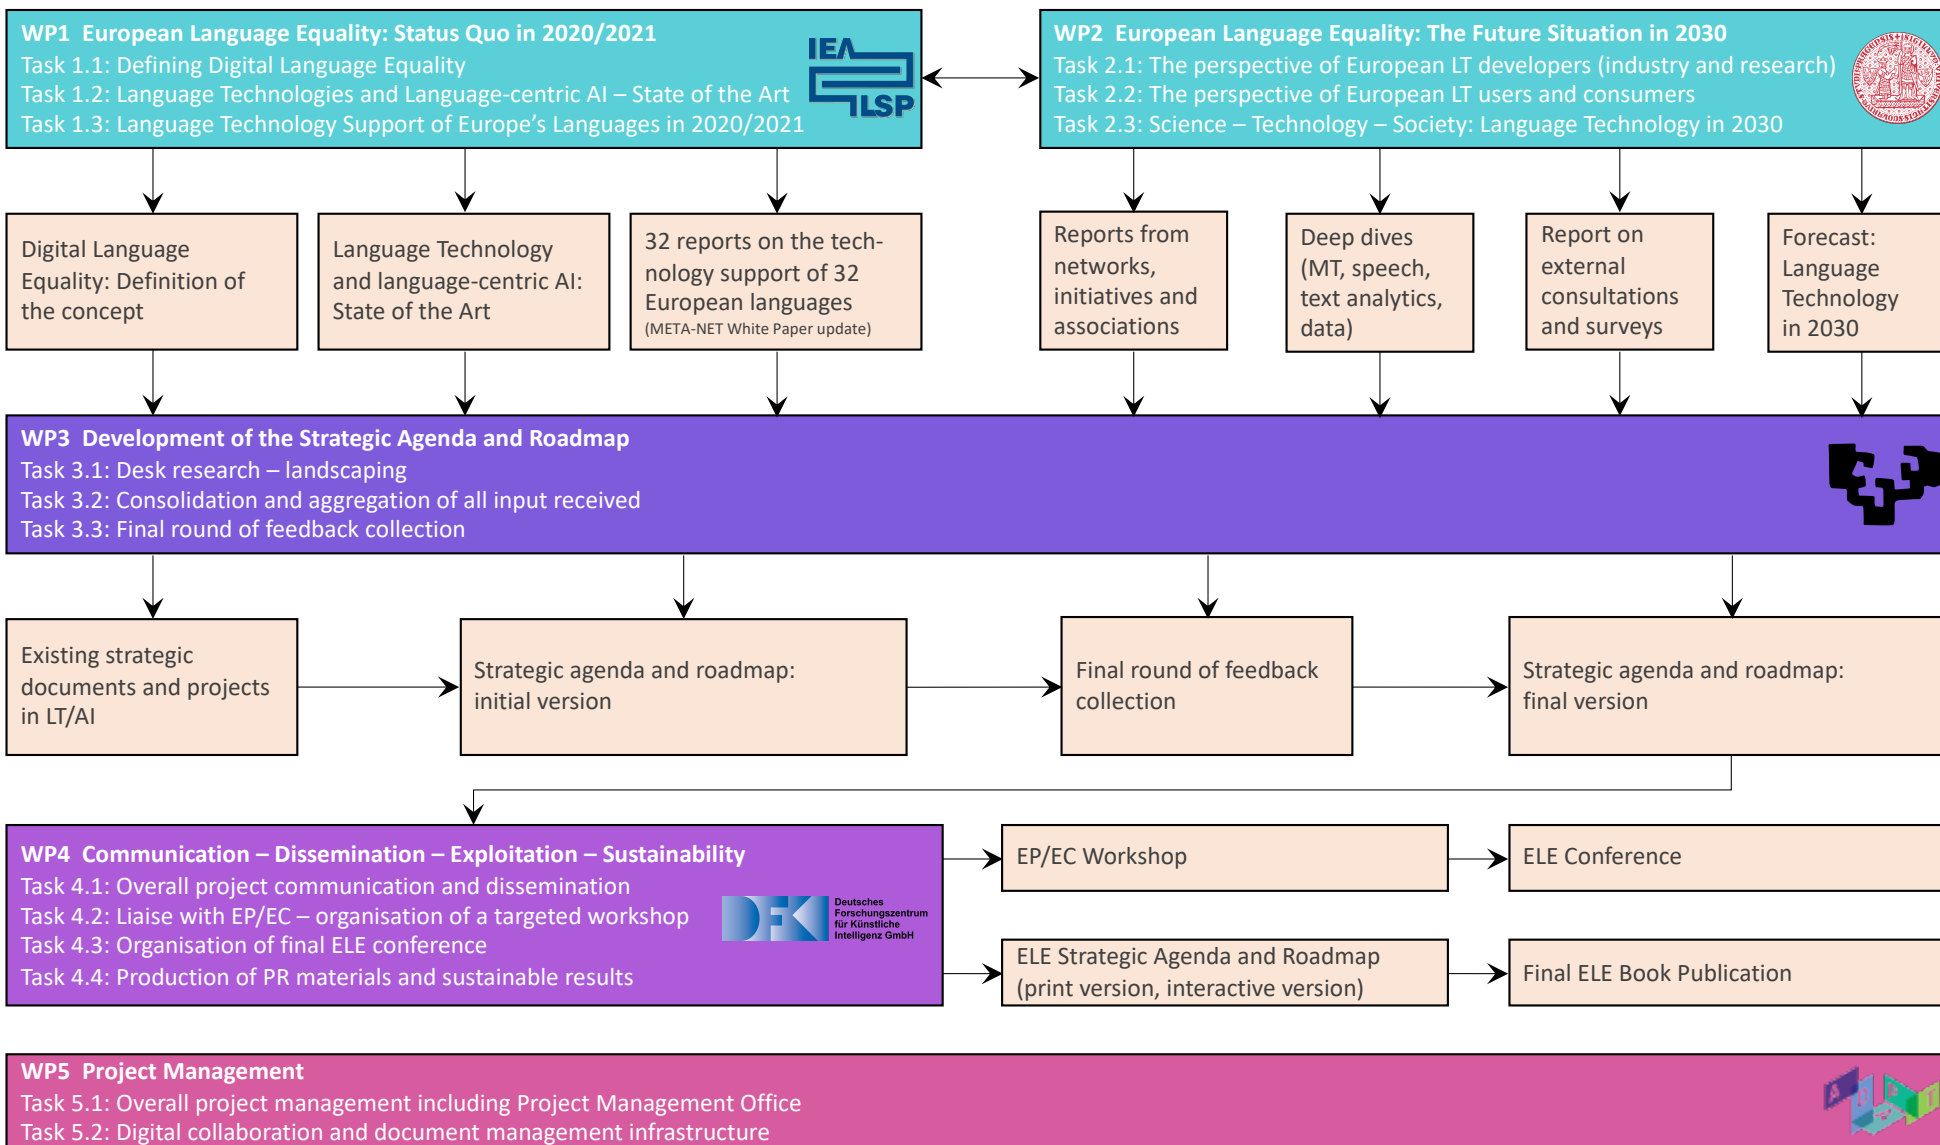 WP1 European Language Equality: Status Quo in 2020/2021
Task 1.1: Defining Digital Language Equality
Task 1.2: Language Technologies and Language-centric AI – State of the Art
Task 1.3: Language Technology Support of Europe's Languages in 2020/2021
ILSP
WP2 European Language Equality: The Future Situation in 2030
Task 2.1: The perspective of European LT developers (industry and research)
Task 2.2: The perspective of European LT users and consumers
Task 2.3: Science – Technology – Society: Language Technology in 2030
Digital Language
Equality: Definition of
the concept
Language Technology
and language-centric AI:
State of the Art
32 reports on the tech-
nology support of 32
European languages
(META-NET White Paper update)
Reports from
networks,
initiatives and
associations
Deep dives
(MT, speech,
text analytics,
data)
Report on
external
consultations
and surveys
Forecast:
Language
Technology
in 2030
WP3 Development of the Strategic Agenda and Roadmap
Task 3.1: Desk research – landscaping
Task 3.2: Consolidation and aggregation of all input received
Task 3.3: Final round of feedback collection
Existing strategic
documents and projects
in LT/AI
Strategic agenda and roadmap:
initial version
Final round of feedback
collection
Strategic agenda and roadmap:
final version
WP4 Communication – Dissemination – Exploitation – Sustainability
Task 4.1: Overall project communication and dissemination
Task 4.2: Liaise with EP/EC – organisation of a targeted workshop
Task 4.3: Organisation of final ELE conference
Task 4.4: Production of PR materials and sustainable results
DFK
Deutsches
Forschungszentrum
für Künstliche
Intelligenz GmbH
EP/EC Workshop
ELE Conference
ELE Strategic Agenda and Roadmap
(print version, interactive version)
Final ELE Book Publication
WP5 Project Management
Task 5.1: Overall project management including Project Management Office
Task 5.2: Digital collaboration and document management infrastructure
ADAPT